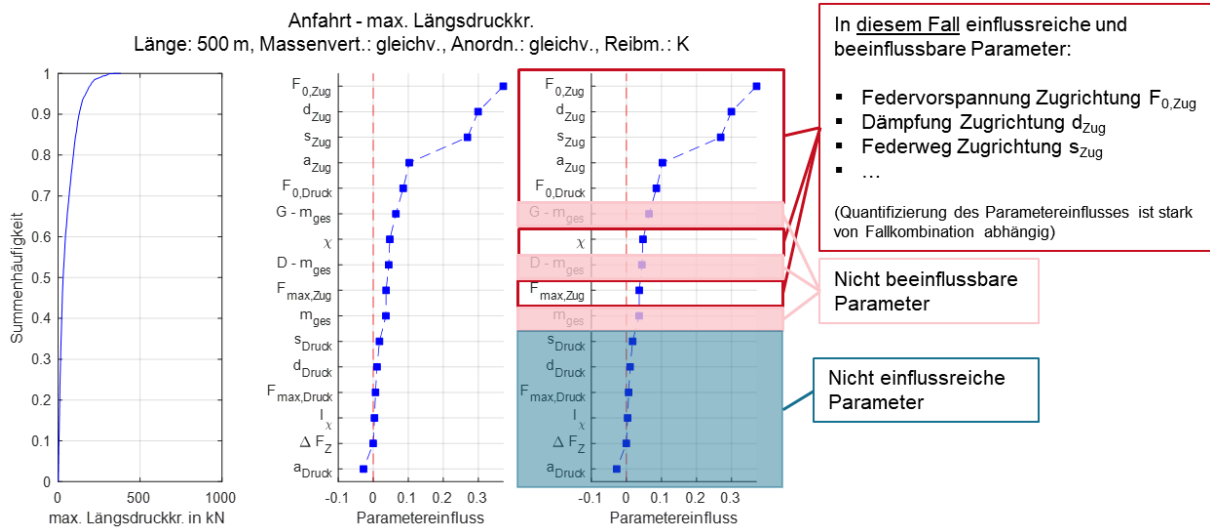 Anfahrt - max. Längsdruckkr.
Länge: 500 m, Massenvert.: gleichv., Anordn.: gleichv., Reibm.: K
Summenhäufigkeit
1
0.9
0.8
0.7
0.6
0.5
0.4
0.3
0.2
0.1
0
0 500 1000
max. Längsdruckkr. in kN
F0,Zug
dZug
sZug
aZug
F0,Druck
G - mges
χ
D - mges
Fmax,Zug
mges
sDruck
dDruck
Fmax,Druck
Iχ
Δ FZ
aDruck
-0.1 0 0.1 0.2 0.3
Parametereinfluss
F0,Zug
dZug
sZug
aZug
F0,Druck
G - mges
χ
D - mges
Fmax,Zug
mges
sDruck
dDruck
Fmax,Druck
Iχ
Δ FZ
aDruck
-0.1 0 0.1 0.2 0.3
Parametereinfluss
In diesem Fall einflussreiche und
beeinflussbare Parameter:
▪ Federvorspannung Zugrichtung F0,Zug
▪ Dämpfung Zugrichtung dZug
▪ Federweg Zugrichtung sZug
▪ ...
(Quantifizierung des Parametereinflusses ist stark
von Fallkombination abhängig)
Nicht beeinflussbare
Parameter
Nicht einflussreiche
Parameter